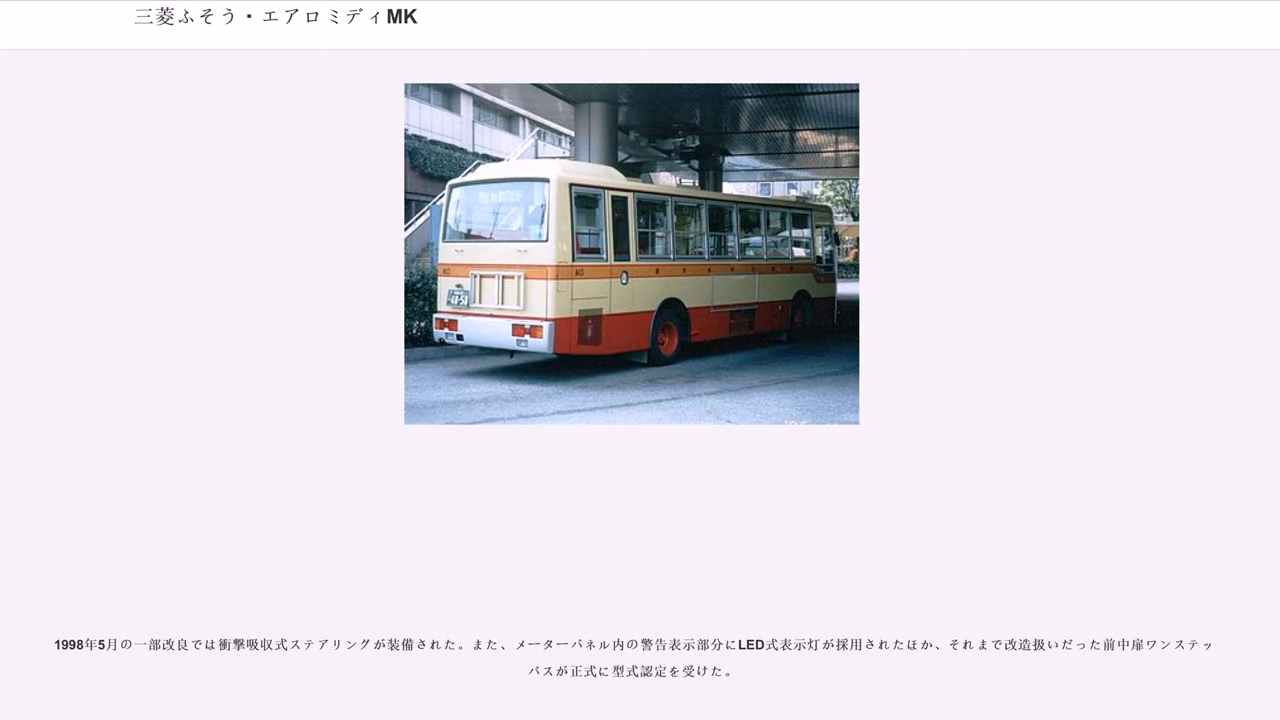 三菱ふそう・エアロミディMK
A43
A43
48-58
1998年5月の一部改良では衝撃吸収式ステアリングが装備された。また、メーターパネル内の警告表示部分にLED式表示灯が採用されたほか、それまで改造扱いだった前中扉ワンステッ
バスが正式に型式認定を受けた。